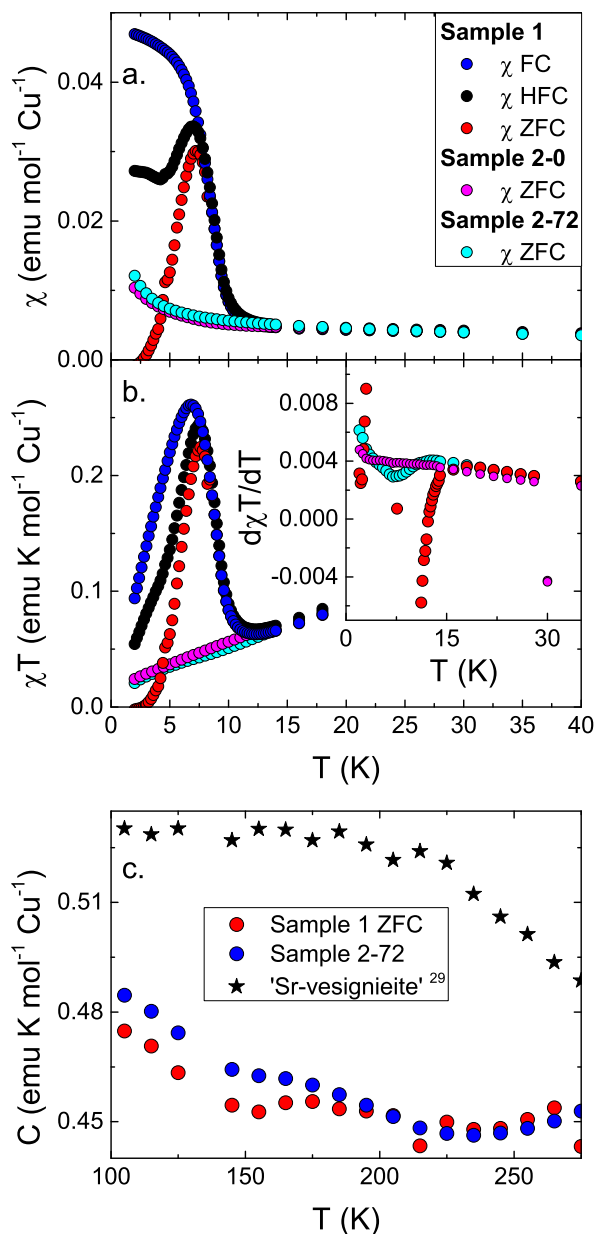 a.
Sample 1
χ FC
χ HFC
χ ZFC
Sample 2-0
χ ZFC
Sample 2-72
χ ZFC
0.04
0.02
0.00
χ (emu mol⁻¹ Cu⁻¹)
b.
0.2
0.1
0.0
χT (emu K mol⁻¹ Cu⁻¹)
0.008
0.004
0.000
-0.004
dχT/dT
0 15 30
T (K)
0 5 10 15 20 25 30 35 40
T (K)
c.
0.51
0.48
0.45
C (emu K mol⁻¹ Cu⁻¹)
Sample 1 ZFC
Sample 2-72
'Sr-vesignieite' ²⁹
100 150 200 250
T (K)